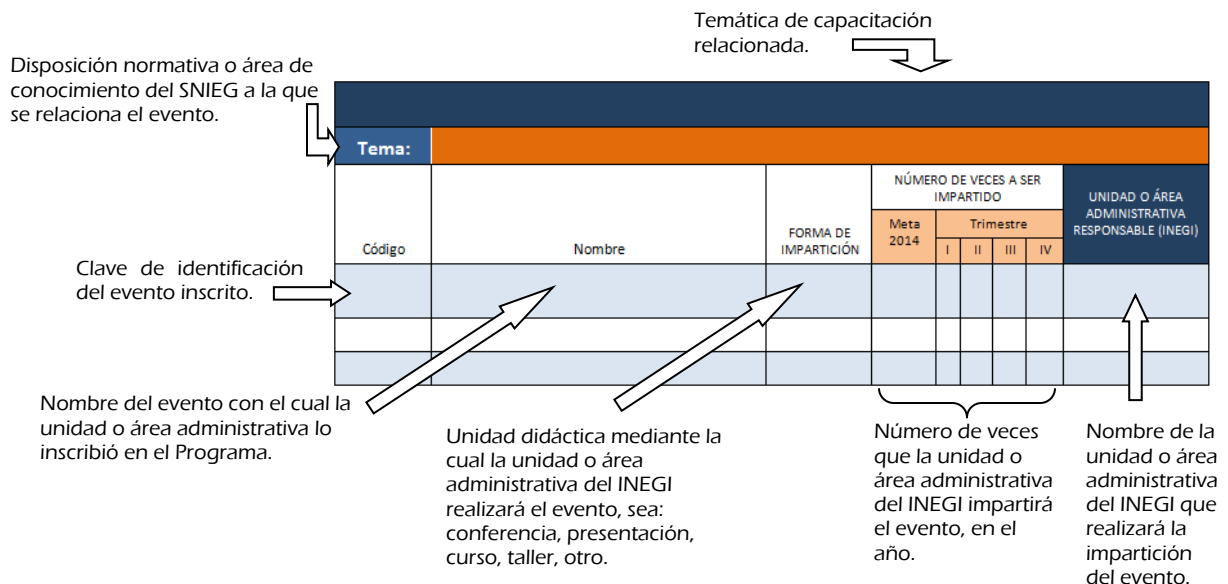 Temática de capacitación
relacionada.
Disposición normativa o área de
conocimiento del SNIEG a la que
se relaciona el evento.
Tema:
Código
Nombre
FORMA DE
IMPARTICIÓN
NÚMERO DE VECES A SER
IMPARTIDO
Meta
2014
Trimestre
I II III IV
UNIDAD O ÁREA
ADMINISTRATIVA
RESPONSABLE (INEGI)
Clave de identificación
del evento inscrito.
Nombre del evento con el cual la
unidad o área administrativa lo
inscribió en el Programa.
Unidad didáctica mediante la
cual la unidad o área
administrativa del INEGI
realizará el evento, sea:
conferencia, presentación,
curso, taller, otro.
Número de veces
que la unidad o
área administrativa
del INEGI impartirá
el evento, en el
año.
Nombre de la
unidad o área
administrativa
del INEGI que
realizará la
impartición
del evento.